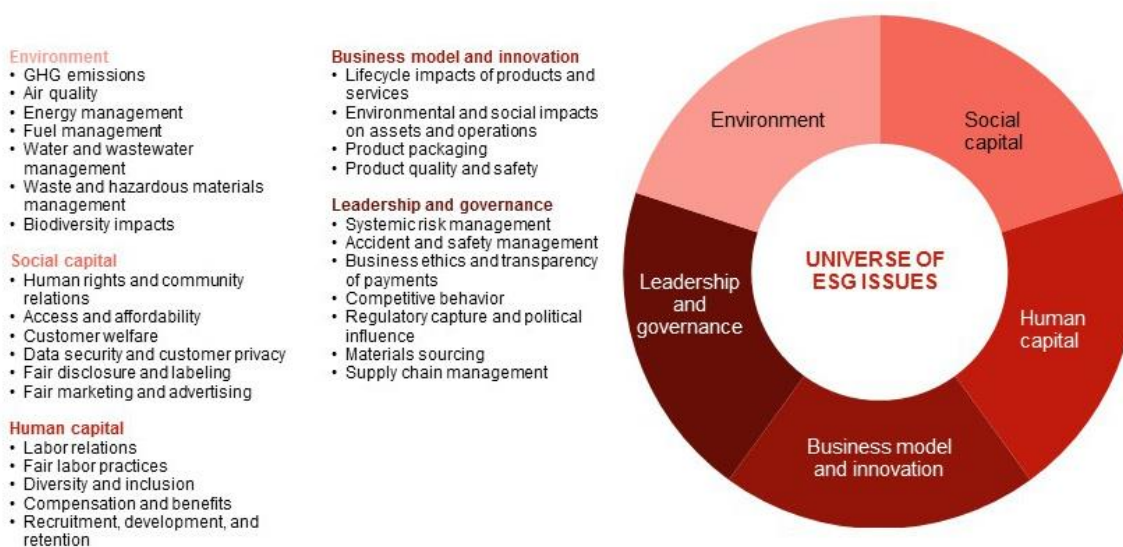 Environment
• GHG emissions
• Air quality
• Energy management
• Fuel management
• Water and wastewater
management
• Waste and hazardous materials
management
• Biodiversity impacts
Social capital
• Human rights and community
relations
• Access and affordability
• Customer welfare
• Data security and customer privacy
• Fair disclosure and labeling
• Fair marketing and advertising
Human capital
• Labor relations
• Fair labor practices
• Diversity and inclusion
• Compensation and benefits
• Recruitment, development, and
retention
Business model and innovation
• Lifecycle impacts of products and
services
• Environmental and social impacts
on assets and operations
• Product packaging
• Product quality and safety
Leadership and governance
• Systemic risk management
• Accident and safety management
• Business ethics and transparency
of payments
• Competitive behavior
• Regulatory capture and political
influence
• Materials sourcing
• Supply chain management
Environment
Social
capital
UNIVERSE OF
ESG ISSUES
Leadership
and
governance
Human
capital
Business model
and innovation